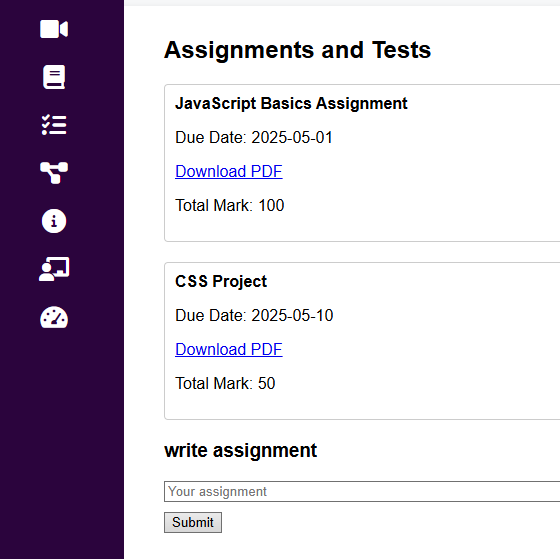 Assignments and Tests
JavaScript Basics Assignment
Due Date: 2025-05-01
Download PDF
Total Mark: 100
CSS Project
Due Date: 2025-05-10
Download PDF
Total Mark: 50
write assignment
Your assignment
Submit